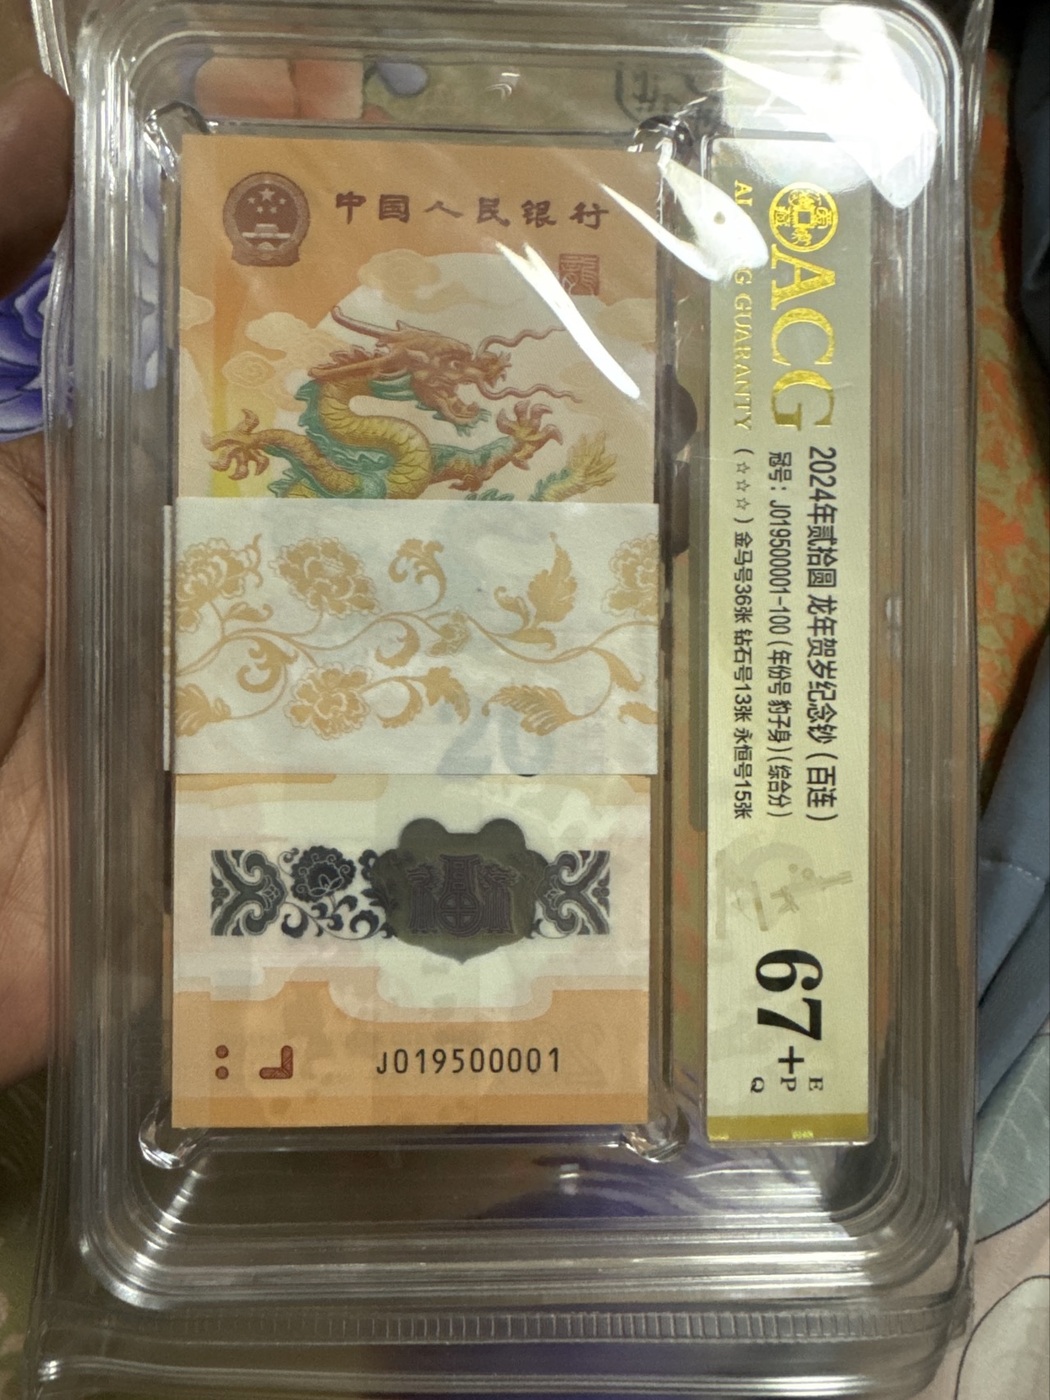 中国人民银行
J019500001
ACG
GUARANTY
2024年贰拾圆 龙年贺岁纪念钞（百连）
冠号：J019500001-100（年份号 豹子身）（综合分）
（☆☆☆）金马号36张 钻石号13张 永恒号15张
67+
E
P
Q